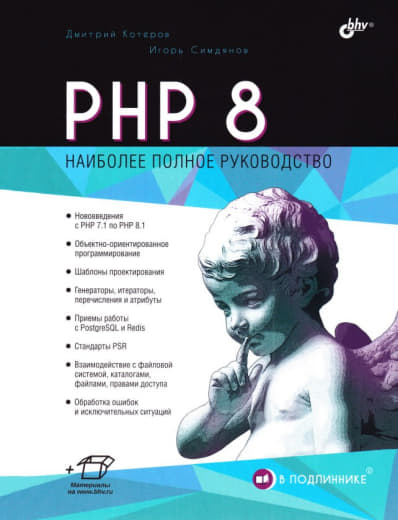 bhv®
Дмитрий Котеров
Игорь Симдянов
PHP 8
НАИБОЛЕЕ ПОЛНОЕ РУКОВОДСТВО
Нововведения
с PHP 7.1 по PHP 8.1
Объектно-ориентированное
программирование
Шаблоны проектирования
Генераторы, итераторы,
перечисления и атрибуты
Приемы работы
с PostgreSQL и Redis
Стандарты PSR
Взаимодействие с файловой
системой, каталогами,
файлами, правами доступа
Обработка ошибок
и исключительных ситуаций
+
Материалы
на www.bhv.ru
В ПОДЛИННИКЕ®